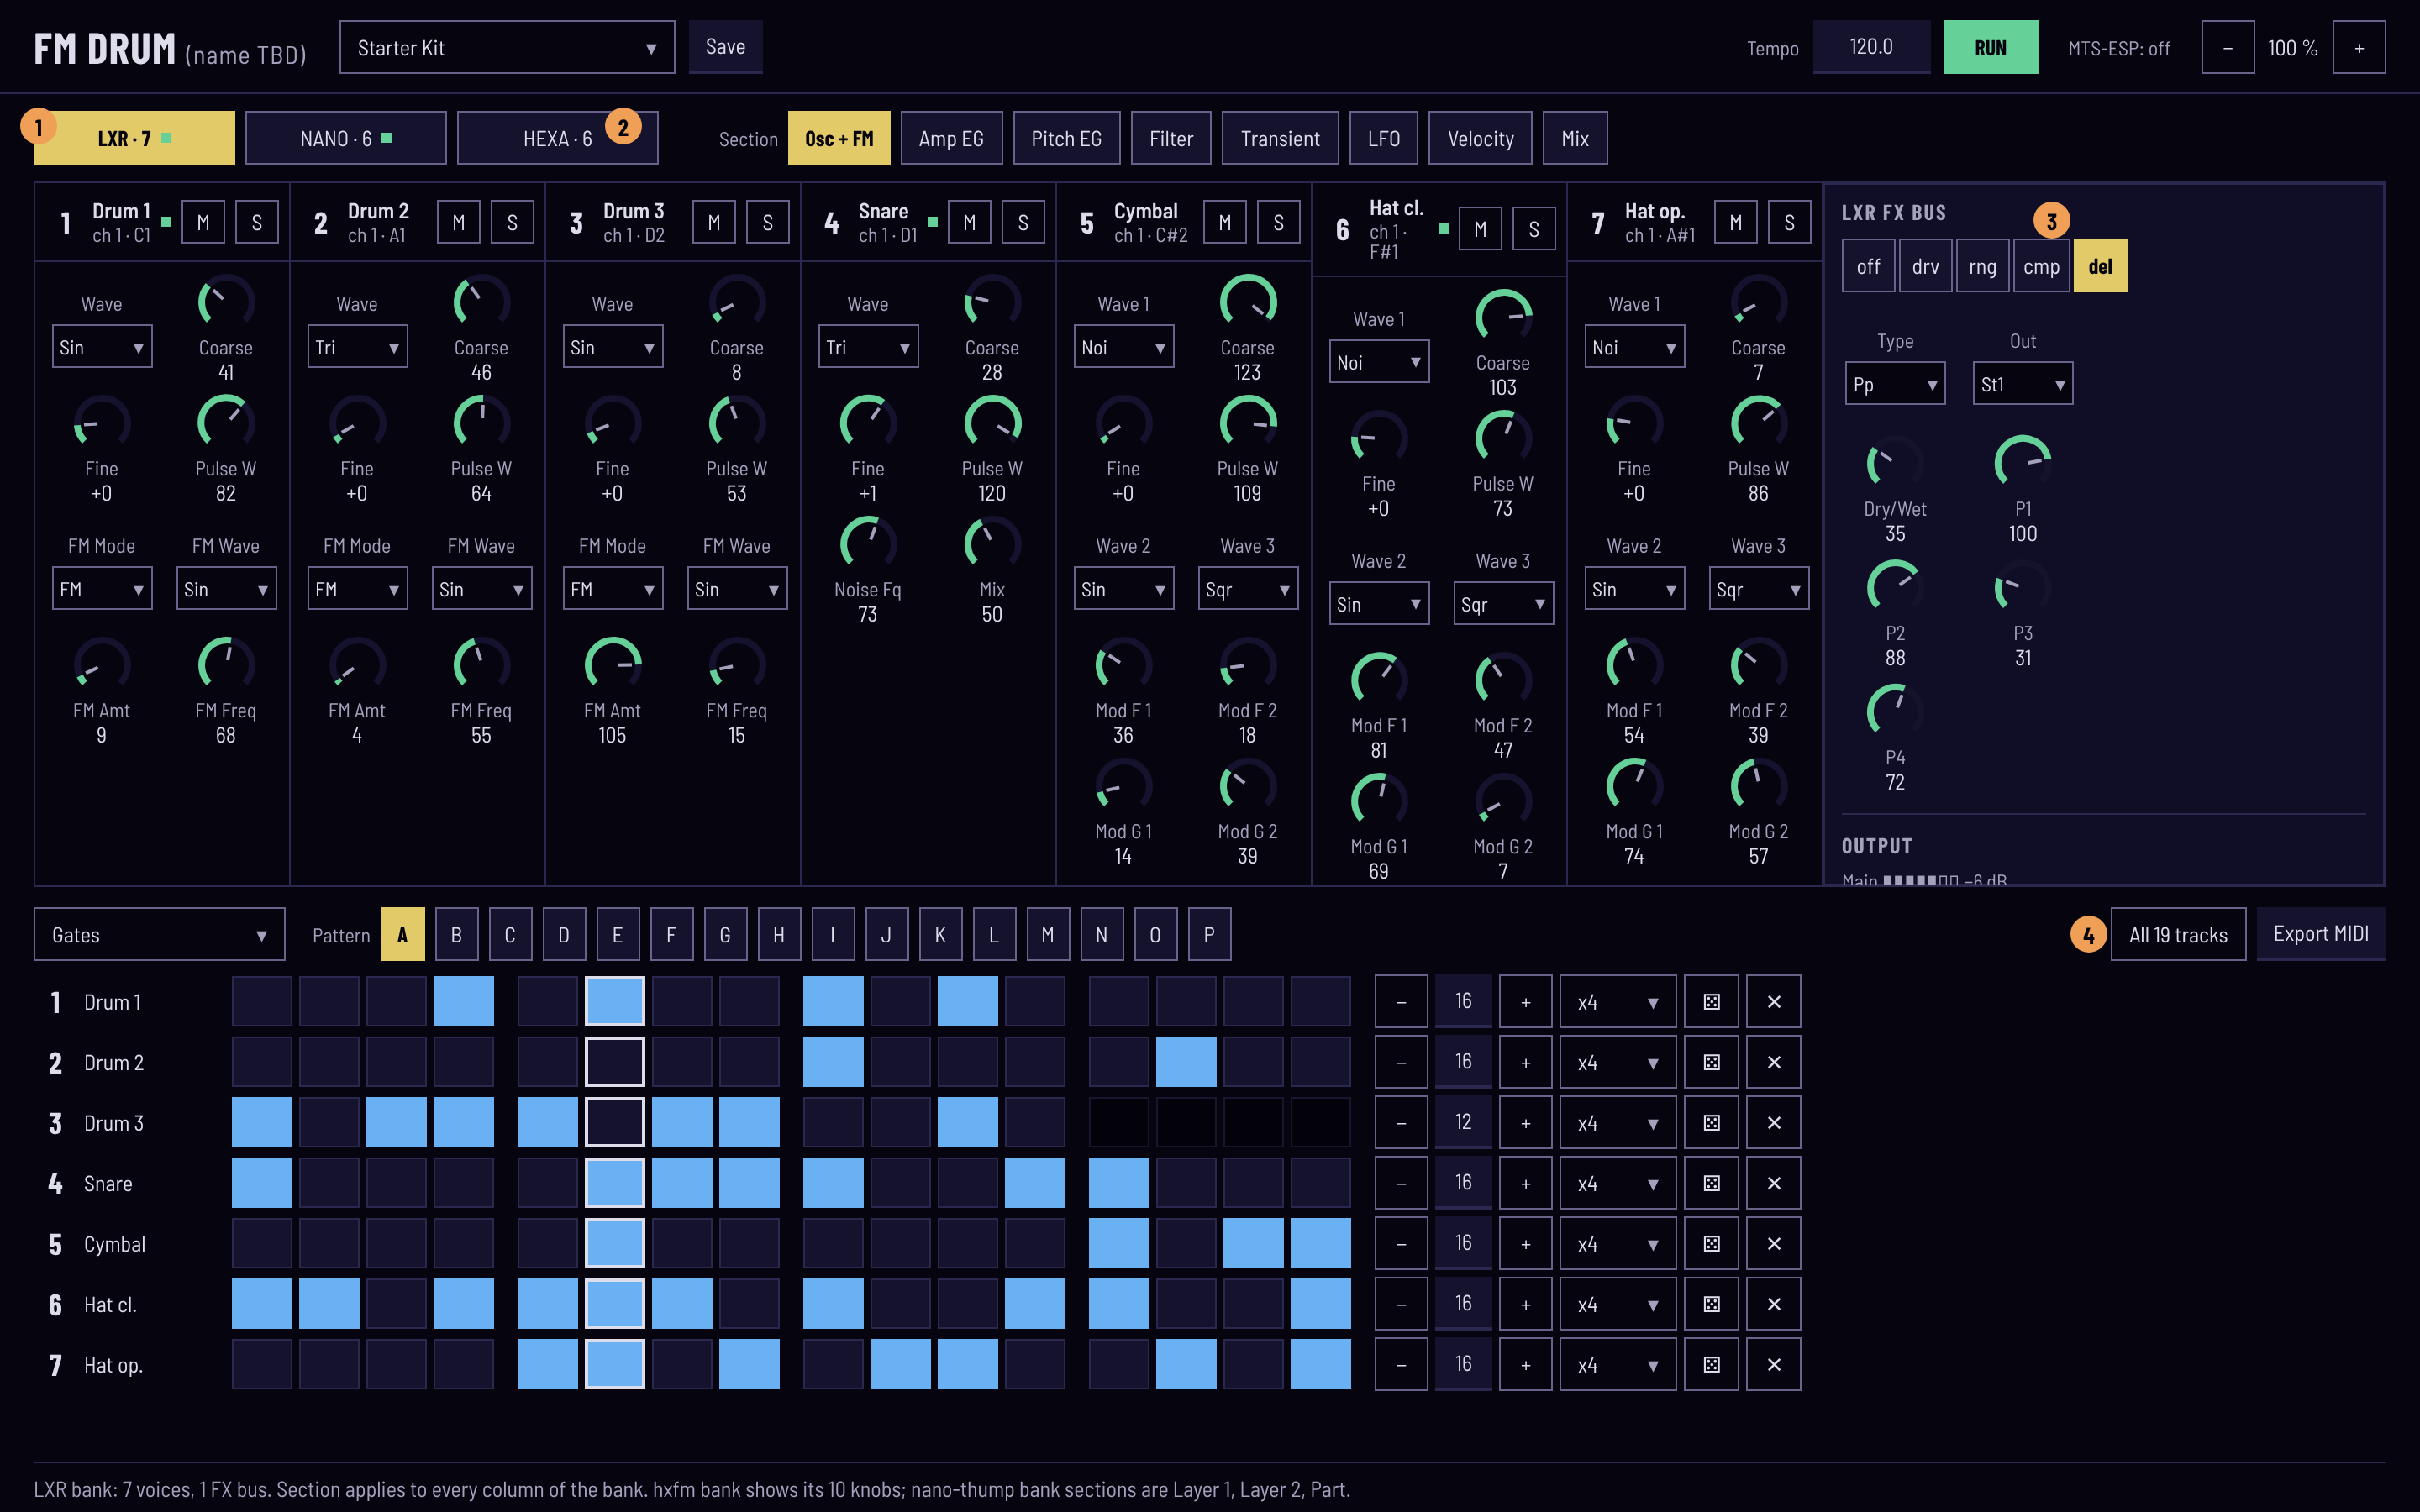 FM DRUM (name TBD) Starter Kit ▼ Save Tempo 120.0 RUN MTS-ESP: off − 100 % +
1 LXR · 7 NANO · 6 HEXA · 6 2 Section Osc + FM Amp EG Pitch EG Filter Transient LFO Velocity Mix
1 Drum 1 ch 1 · C1 M S
Wave Sin ▼ Coarse 41
Fine +0 Pulse W 82
FM Mode FM ▼ FM Wave Sin ▼
FM Amt 9 FM Freq 68
2 Drum 2 ch 1 · A1 M S
Wave Tri ▼ Coarse 46
Fine +0 Pulse W 64
FM Mode FM ▼ FM Wave Sin ▼
FM Amt 4 FM Freq 55
3 Drum 3 ch 1 · D2 M S
Wave Sin ▼ Coarse 8
Fine +0 Pulse W 53
FM Mode FM ▼ FM Wave Sin ▼
FM Amt 105 FM Freq 15
4 Snare ch 1 · D1 M S
Wave Tri ▼ Coarse 28
Fine +1 Pulse W 120
Noise Fq 73 Mix 50
5 Cymbal ch 1 · C#2 M S
Wave 1 Noi ▼ Coarse 123
Fine +0 Pulse W 109
Wave 2 Sin ▼ Wave 3 Sqr ▼
Mod F 1 36 Mod F 2 18
Mod G 1 14 Mod G 2 39
6 Hat cl. ch 1 · F#1 M S
Wave 1 Noi ▼ Coarse 103
Fine +0 Pulse W 73
Wave 2 Sin ▼ Wave 3 Sqr ▼
Mod F 1 81 Mod F 2 47
Mod G 1 69 Mod G 2 7
7 Hat op. ch 1 · A#1 M S
Wave 1 Noi ▼ Coarse 7
Fine +0 Pulse W 86
Wave 2 Sin ▼ Wave 3 Sqr ▼
Mod F 1 54 Mod F 2 39
Mod G 1 74 Mod G 2 57
LXR FX BUS 3
off drv rng cmp del
Type Out
Pp ▼ St1 ▼
Dry/Wet 35 P1 100
P2 88 P3 31
P4 72
OUTPUT
Main ▮▮▮▮▮▯▯ −6 dB
Gates ▼ Pattern A B C D E F G H I J K L M N O P 4 All 19 tracks Export MIDI
1 Drum 1 − 16 + x4 ▼ ⚄ ✕
2 Drum 2 − 16 + x4 ▼ ⚄ ✕
3 Drum 3 − 12 + x4 ▼ ⚄ ✕
4 Snare − 16 + x4 ▼ ⚄ ✕
5 Cymbal − 16 + x4 ▼ ⚄ ✕
6 Hat cl. − 16 + x4 ▼ ⚄ ✕
7 Hat op. − 16 + x4 ▼ ⚄ ✕
LXR bank: 7 voices, 1 FX bus. Section applies to every column of the bank. hxfm bank shows its 10 knobs; nano-thump bank sections are Layer 1, Layer 2, Part.